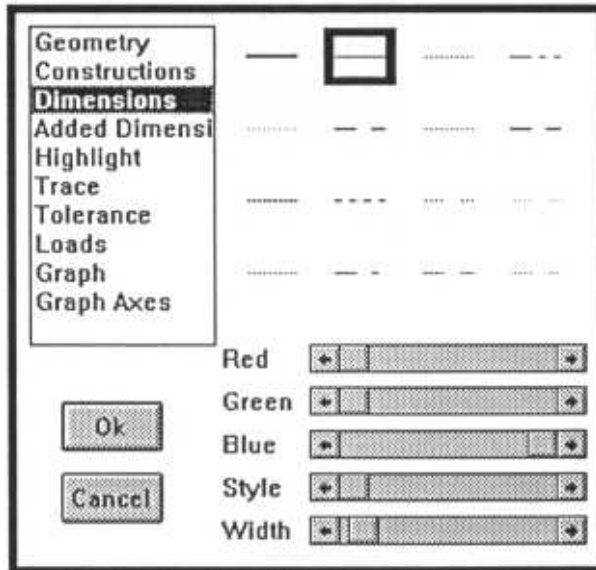 Geometry
Constructions
Dimensions
Added Dimensi
Highlight
Trace
Tolerance
Loads
Graph
Graph Axes
Red
Green
Blue
Style
Width
Ok
Cancel